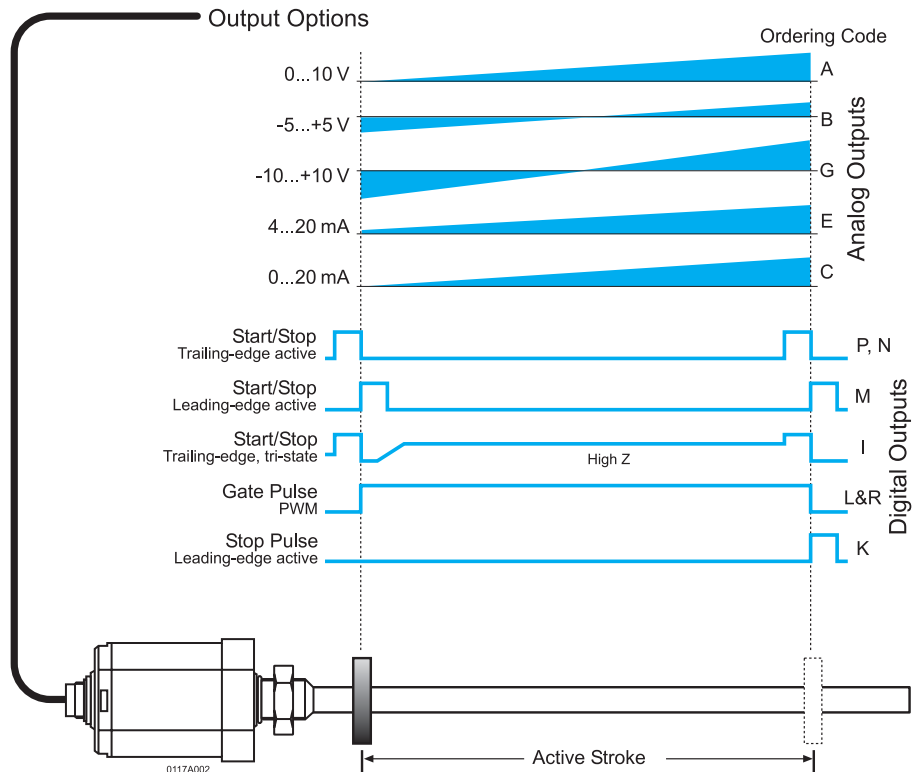 Output Options
Ordering Code
0...10 V
A
-5...+5 V
B
-10...+10 V
G
4...20 mA
E
0...20 mA
C
Analog Outputs
Start/Stop
Trailing-edge active
P, N
Start/Stop
Leading-edge active
M
Start/Stop
Trailing-edge, tri-state
High Z
I
Gate Pulse
PWM
L&R
Stop Pulse
Leading-edge active
K
Digital Outputs
Active Stroke
0117A002